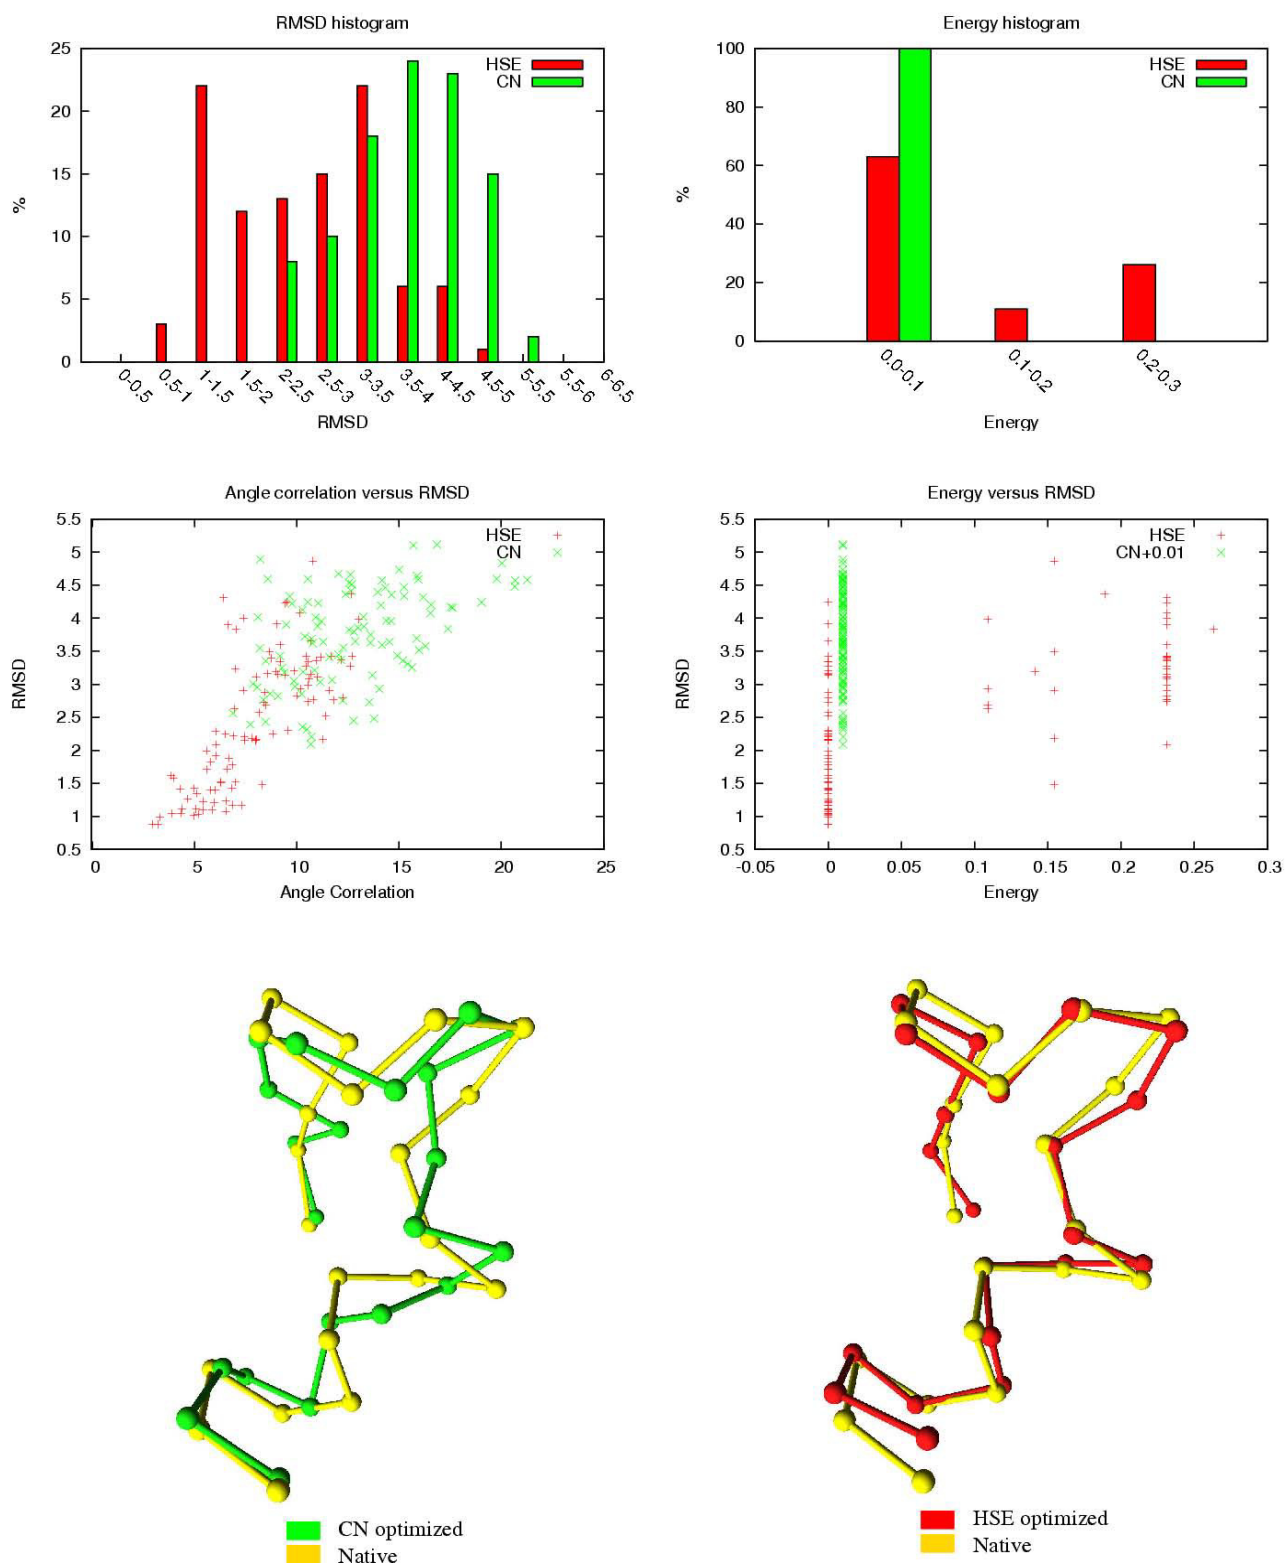 RMSD histogram
25
20
15
10
5
0
%
HSE
CN
0-0.5
0.5-1
1-1.5
1.5-2
2-2.5
2.5-3
3-3.5
3.5-4
4-4.5
4.5-5
5-5.5
5.5-6
6-6.5
RMSD
Energy histogram
100
80
60
40
20
0
%
HSE
CN
0.0-0.1
0.1-0.2
0.2-0.3
Energy
Angle correlation versus RMSD
5.5
5
4.5
4
3.5
3
2.5
2
1.5
1
0.5
RMSD
HSE
CN
0 5 10 15 20 25
Angle Correlation
Energy versus RMSD
5.5
5
4.5
4
3.5
3
2.5
2
1.5
1
0.5
RMSD
HSE
CN+0.01
-0.05 0 0.05 0.1 0.15 0.2 0.25 0.3
Energy
CN optimized
Native
HSE optimized
Native